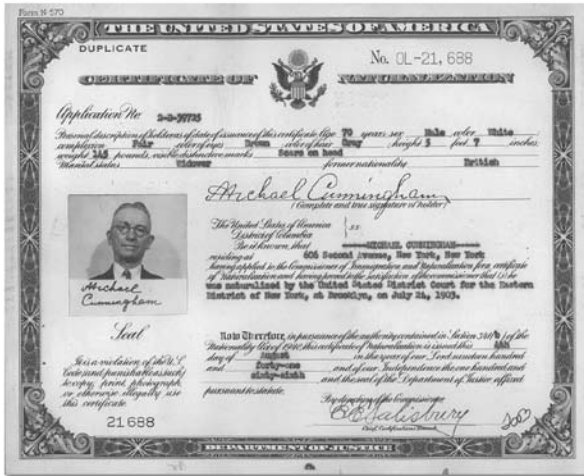 Form N-570
THE UNITED STATES OF AMERICA
DUPLICATE
No. OL-21,688
CERTIFICATE OF NATURALIZATION
Application No. 2-B-39725
Personal description of holder as of date of issuance of this certificate: Age 70 years; sex Male color White
complexion Fair color of eyes Brown color of hair Gray height 5 feet 7 inches
weight 145 pounds, visible distinctive marks Scars on hand
Marital status Widower former nationality British
Michael Cunningham
(Complete and true signature of holder)
The United States of America } ss:
District of Columbia
Be it known, that MICHAEL CUNNINGHAM
residing at 606 Second Avenue, New York, New York
having applied to the Commissioner of Immigration and Naturalization for a certificate
of Naturalization and having proved to the satisfaction of the commissioner that (s)he
was naturalized by the United States District Court for the Eastern
District of New York, at Brooklyn, on July 24, 1903.
Michael
Cunningham
Seal
It is a violation of the U.S.
Code and punishable as such
to copy, print, photograph,
or otherwise illegally use
this certificate.
21688
Now Therefore, in pursuance of the authority contained in Section 341(b) of the
Nationality Act of 1940, this certificate of Naturalization is issued this
day of August in the year of our Lord nineteen hundred
and forty-one and of our Independence the one hundred and
sixty-sixth and the seal of the Department of Justice affixed
pursuant to statute.
By direction of the Commissioner
E.E. Salisbury
Chief, Certifications Branch
DEPARTMENT OF JUSTICE